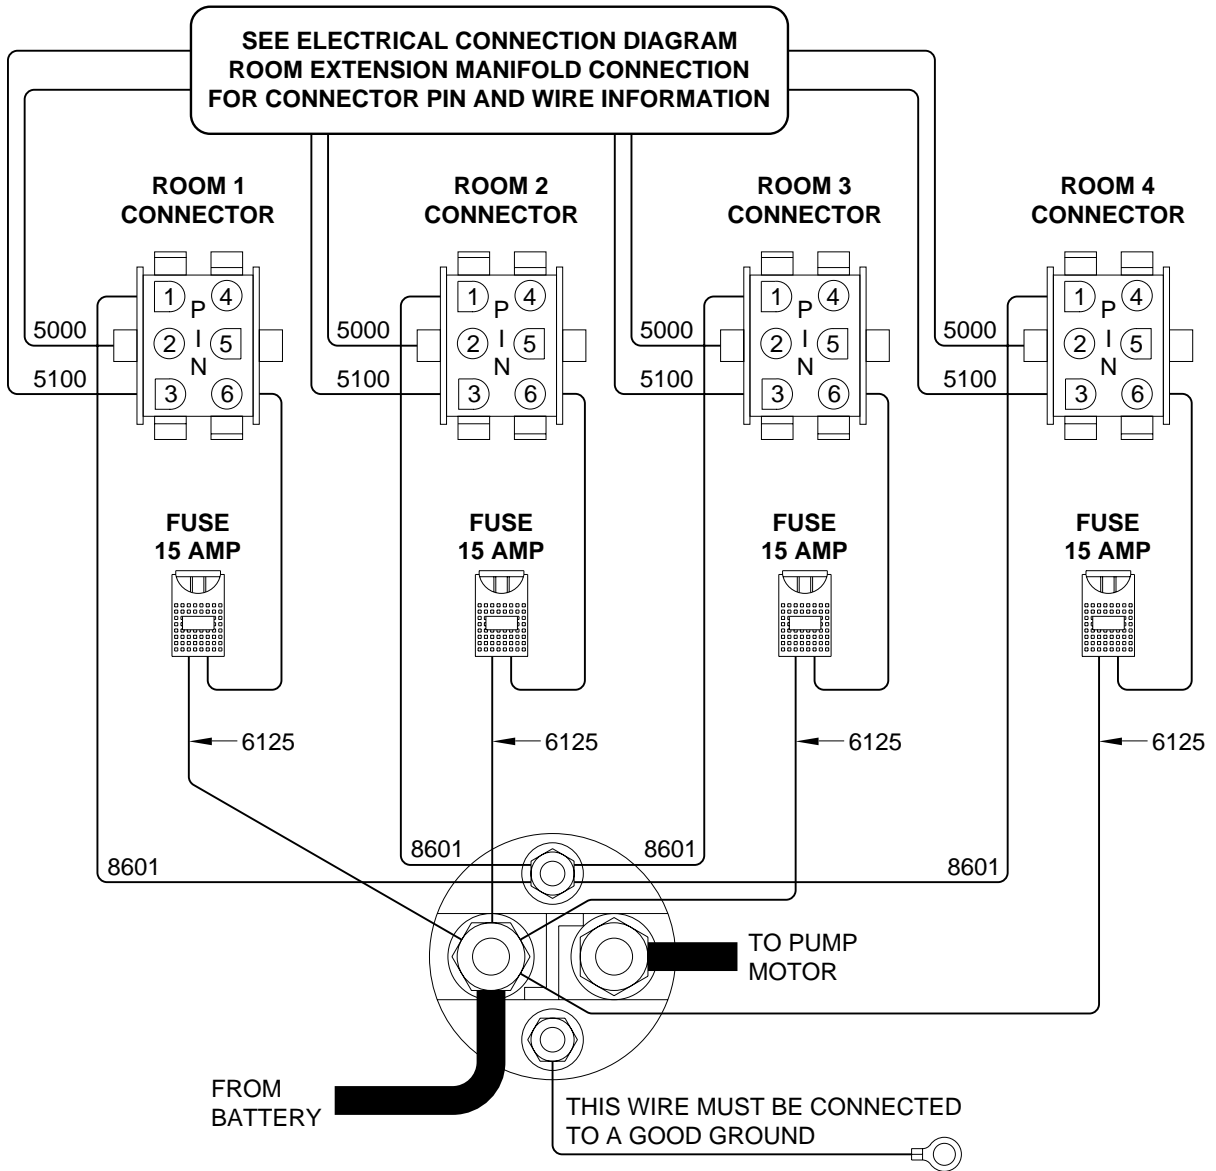 SEE ELECTRICAL CONNECTION DIAGRAM
ROOM EXTENSION MANIFOLD CONNECTION
FOR CONNECTOR PIN AND WIRE INFORMATION
ROOM 1
CONNECTOR
ROOM 2
CONNECTOR
ROOM 3
CONNECTOR
ROOM 4
CONNECTOR
1 P 4
2 I 5
3 N 6
5000
5100
1 P 4
2 I 5
3 N 6
5000
5100
1 P 4
2 I 5
3 N 6
5000
5100
1 P 4
2 I 5
3 N 6
5000
5100
FUSE
15 AMP
FUSE
15 AMP
FUSE
15 AMP
FUSE
15 AMP
6125
6125
6125
6125
8601
8601
8601
8601
TO PUMP
MOTOR
FROM
BATTERY
THIS WIRE MUST BE CONNECTED
TO A GOOD GROUND